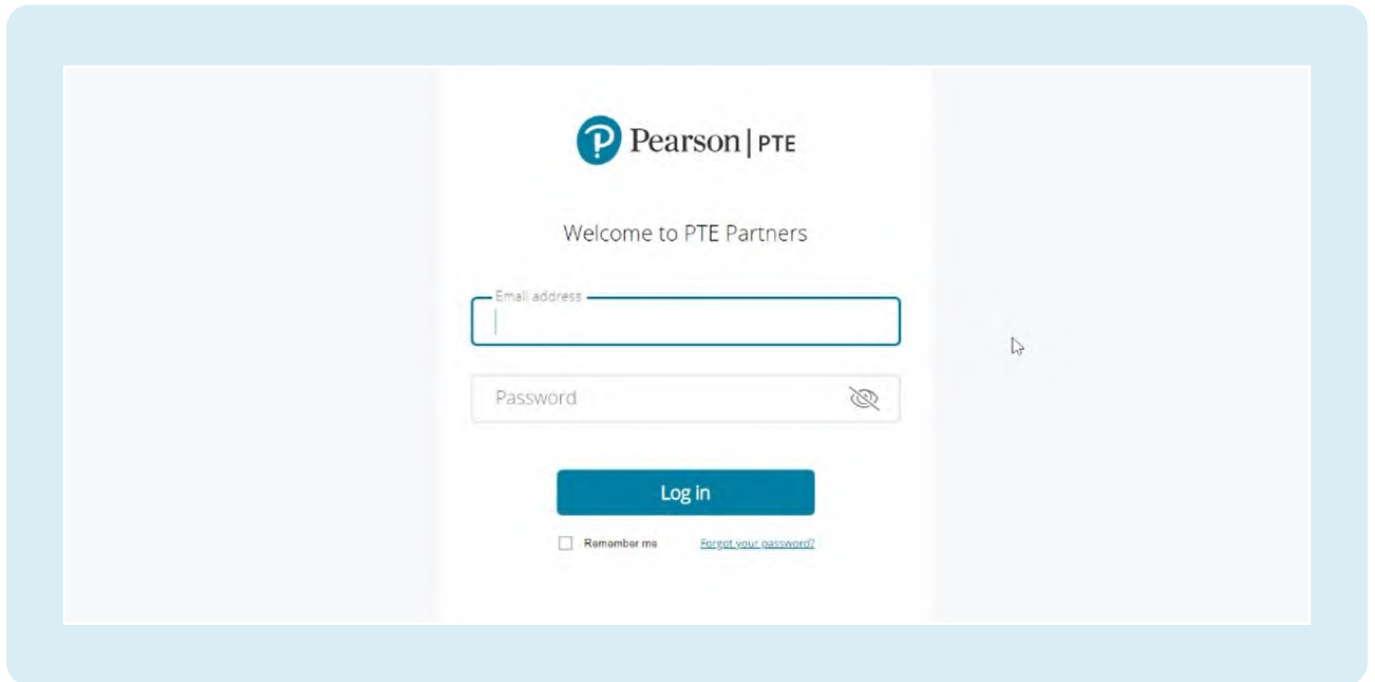 Pearson | PTE
Welcome to PTE Partners
Email address
Password
Log in
Remember me Forgot your password?